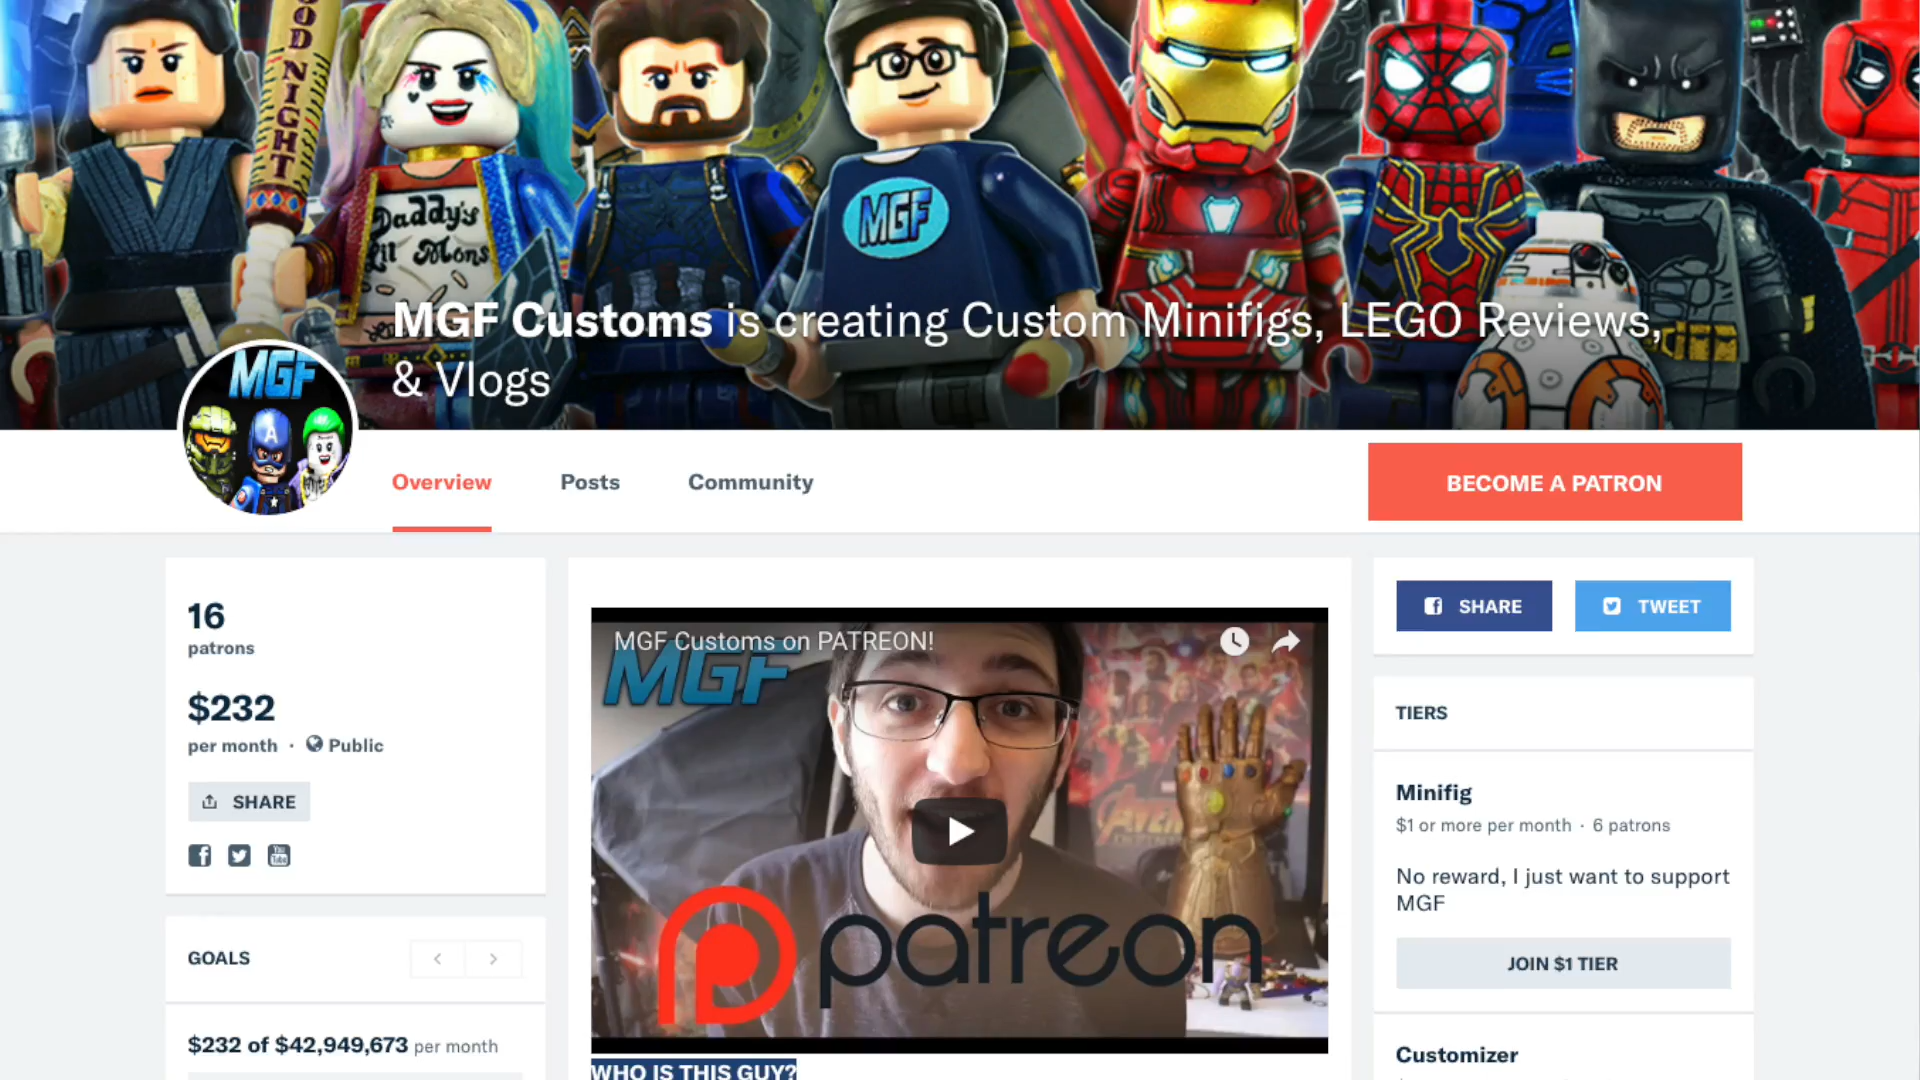 GOOD NIGHT
Daddy's
Lil Mons
MGF
MGF Customs is creating Custom Minifigs, LEGO Reviews,
& Vlogs
MGF
A
Overview
Posts
Community
BECOME A PATRON
16
patrons
$232
per month · Public
SHARE
You
Tube
GOALS
$232 of $42,949,673 per month
MGF Customs on PATREON!
MGF
patreon
WHO IS THIS GUY?
SHARE
TWEET
TIERS
Minifig
$1 or more per month · 6 patrons
No reward, I just want to support
MGF
JOIN $1 TIER
Customizer